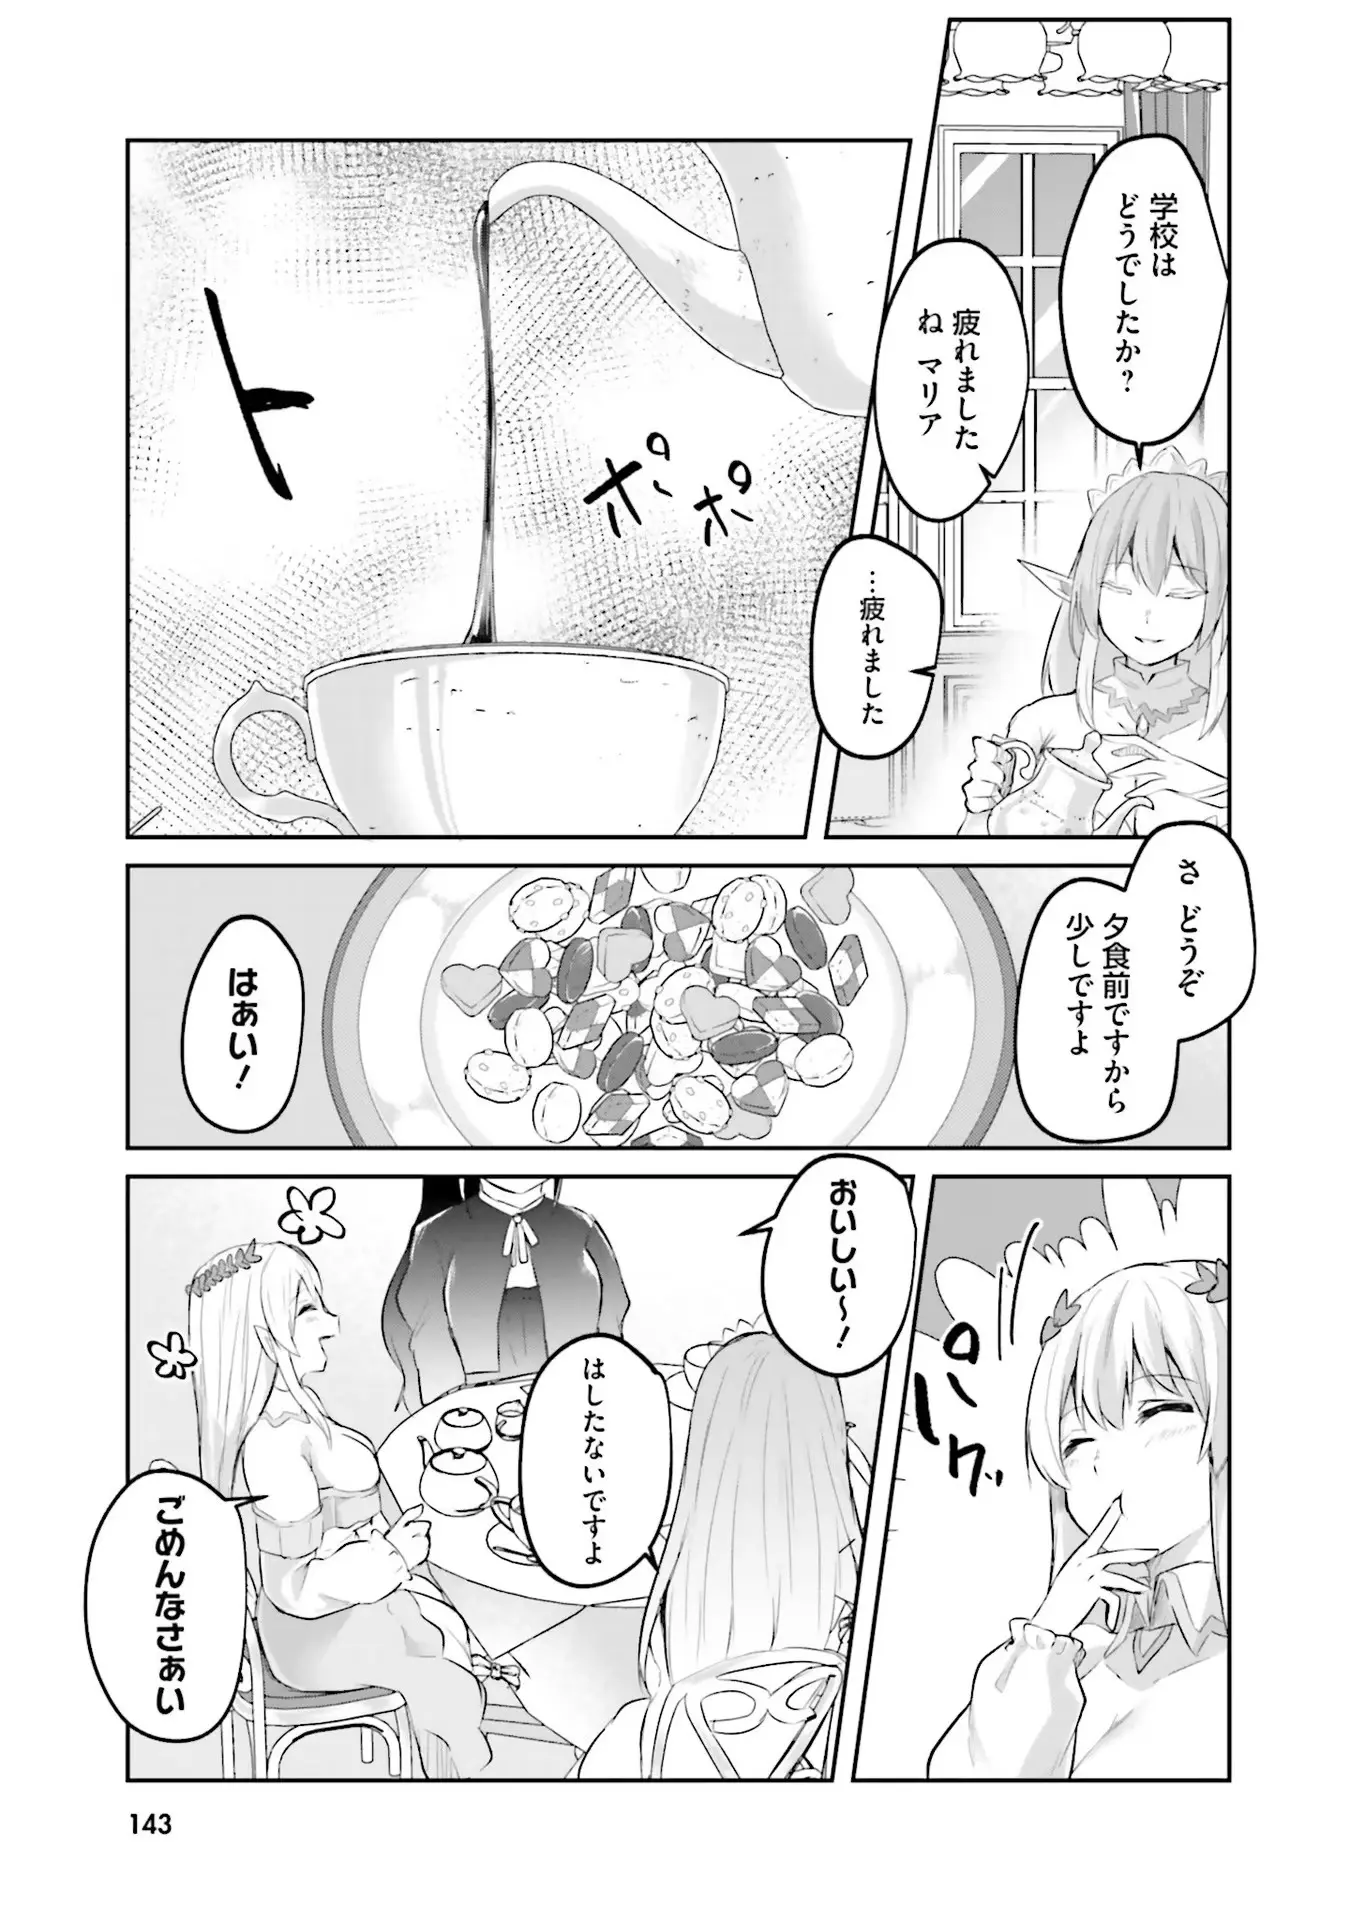 学校は
どうでしたか?
疲れました
ね マリア
…疲れました
トポポ
さ どうぞ
夕食前ですから
少しですよ
はぁい!
パク
おいしい~!
はしたないですよ
ごめんなさぁい
143